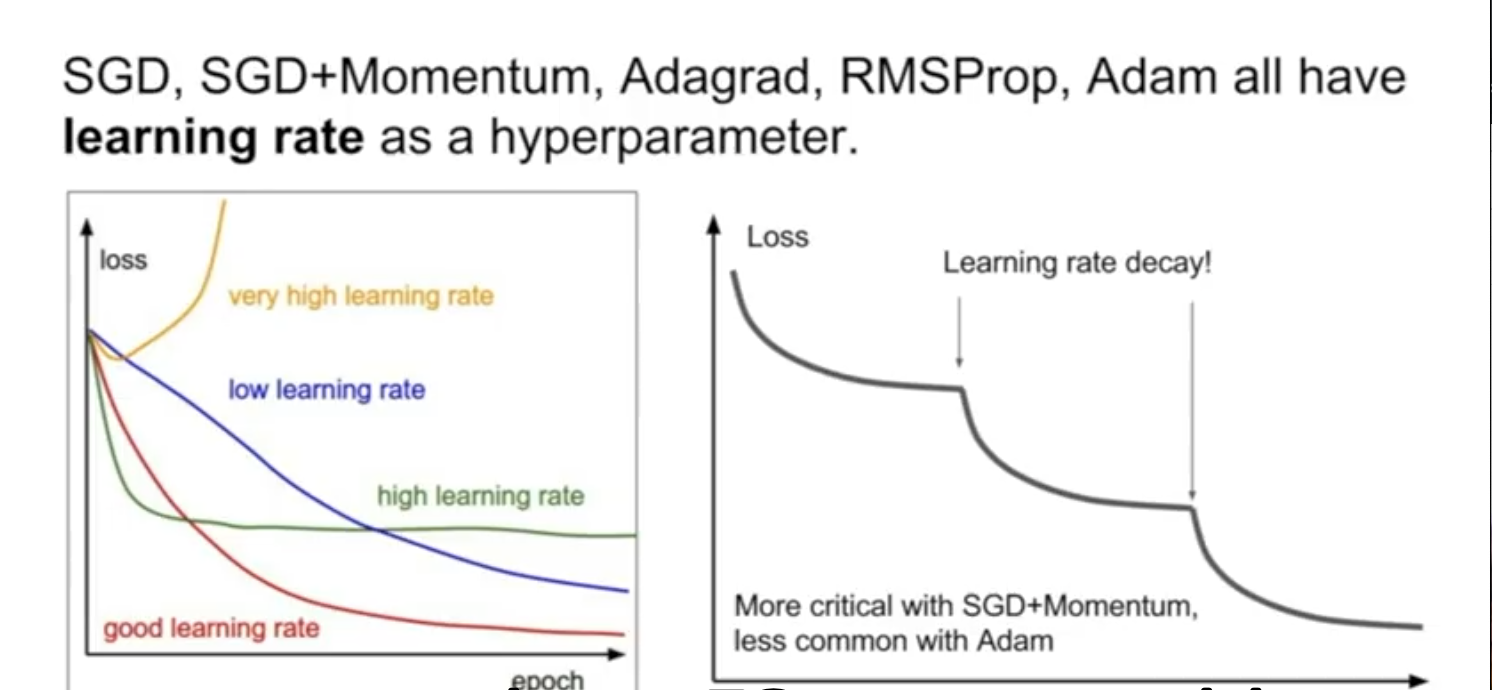 SGD, SGD+Momentum, Adagrad, RMSProp, Adam all have
learning rate as a hyperparameter.
loss
very high learning rate
low learning rate
high learning rate
good learning rate
epoch
Loss
Learning rate decay!
More critical with SGD+Momentum,
less common with Adam